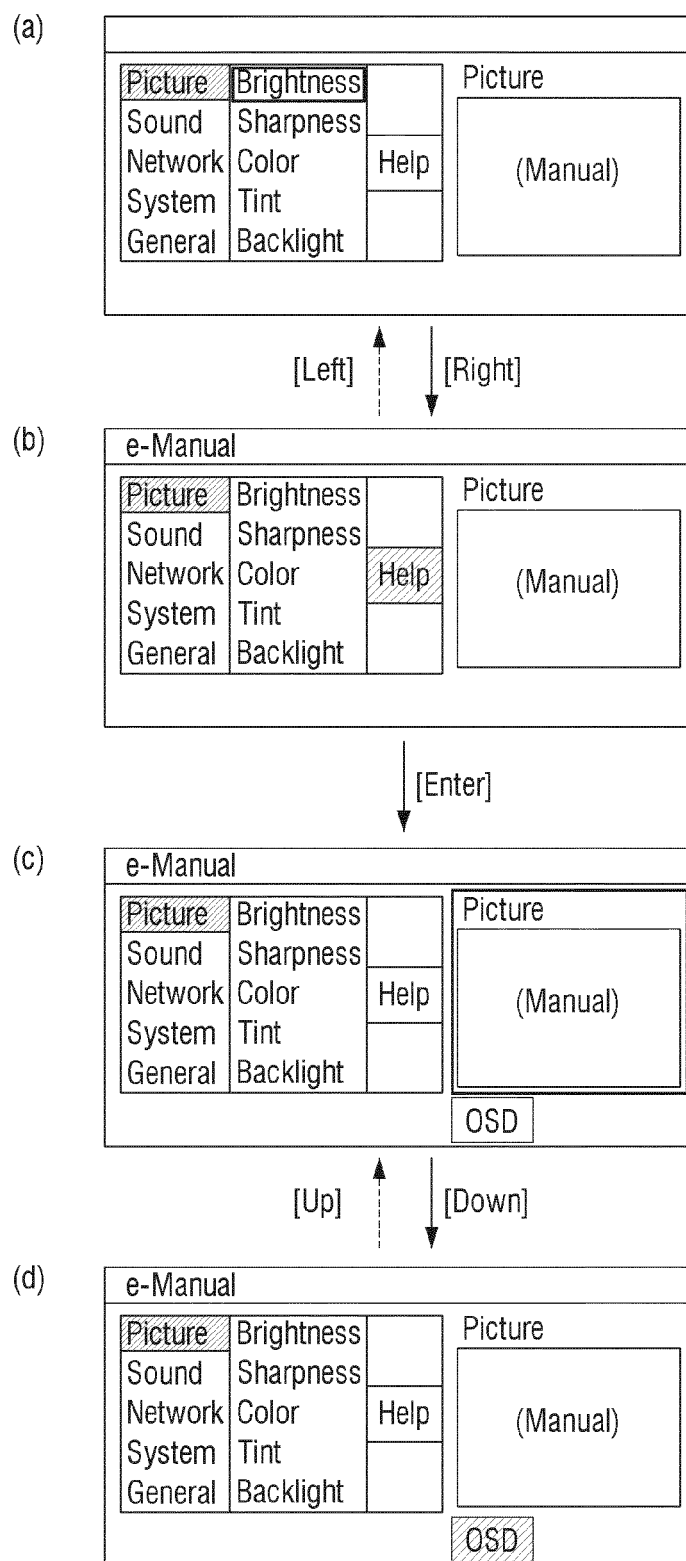 (a)
Picture Brightness Picture
Sound Sharpness
Network Color Help (Manual)
System Tint
General Backlight
[Left] [Right]
(b)
e-Manual
Picture Brightness Picture
Sound Sharpness
Network Color Help (Manual)
System Tint
General Backlight
[Enter]
(c)
e-Manual
Picture Brightness Picture
Sound Sharpness
Network Color Help (Manual)
System Tint
General Backlight
OSD
[Up] [Down]
(d)
e-Manual
Picture Brightness Picture
Sound Sharpness
Network Color Help (Manual)
System Tint
General Backlight
OSD